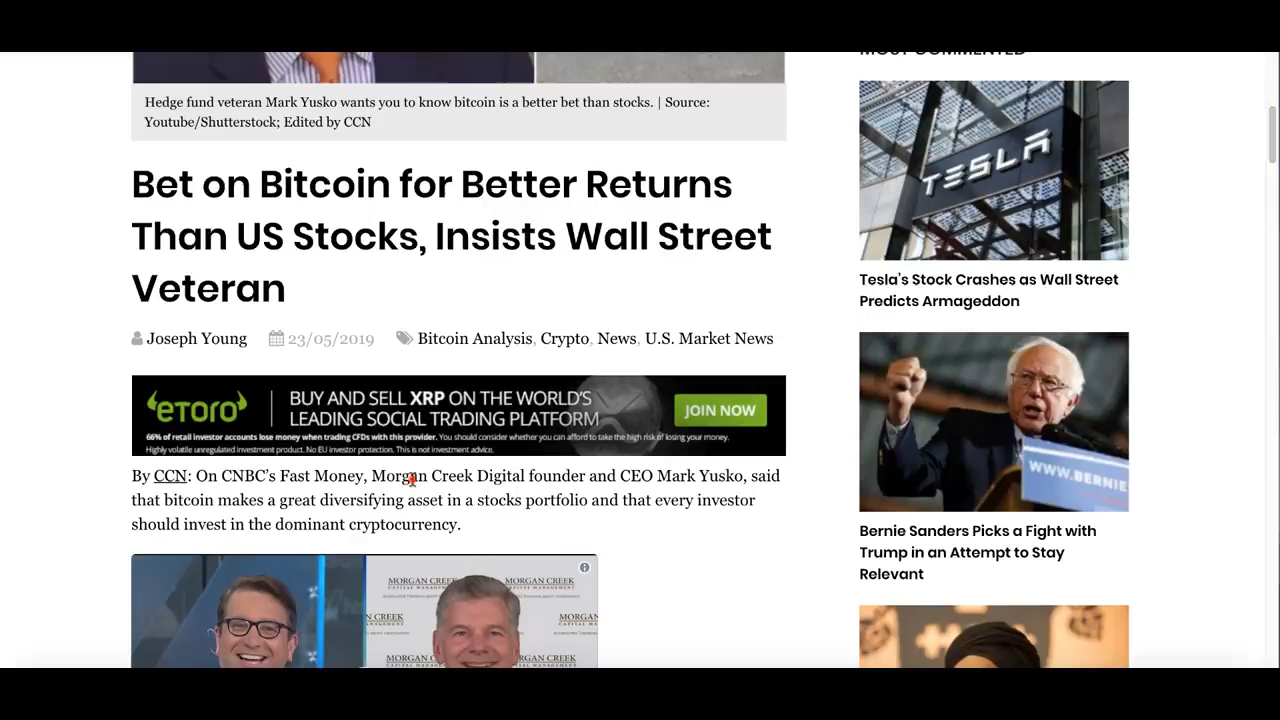 MOST COMMENTED
Hedge fund veteran Mark Yusko wants you to know bitcoin is a better bet than stocks. | Source:
Youtube/Shutterstock; Edited by CCN
Bet on Bitcoin for Better Returns
Than US Stocks, Insists Wall Street
Veteran
Joseph Young 23/05/2019 Bitcoin Analysis, Crypto, News, U.S. Market News
eToro
BUY AND SELL XRP ON THE WORLD'S
LEADING SOCIAL TRADING PLATFORM
JOIN NOW
66% of retail investor accounts lose money when trading CFDs with this provider. You should consider whether you can afford to take the high risk of losing your money.
Highly volatile unregulated investment product. No EU investor protection. This is not investment advice.
By CCN: On CNBC's Fast Money, Morgan Creek Digital founder and CEO Mark Yusko, said
that bitcoin makes a great diversifying asset in a stocks portfolio and that every investor
should invest in the dominant cryptocurrency.
MORGAN CREEK
MORGAN CREEK
MORGAN CREEK
MORGAN CREEK
TESLA
Tesla's Stock Crashes as Wall Street
Predicts Armageddon
WWW.BERNIE
Bernie Sanders Picks a Fight with
Trump in an Attempt to Stay
Relevant